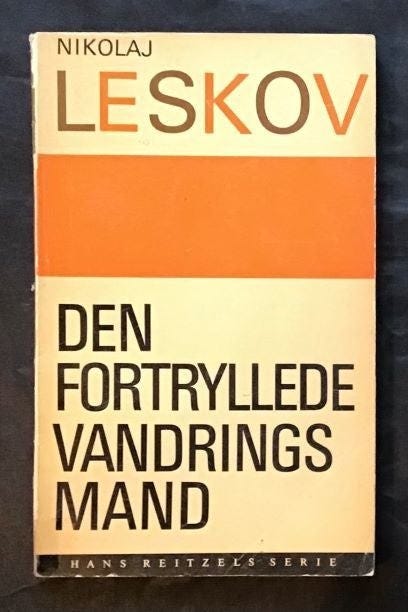 NIKOLAJ
LESKOV
DEN
FORTRYLLEDE
VANDRINGS
MAND
HANS REITZELS SERIE